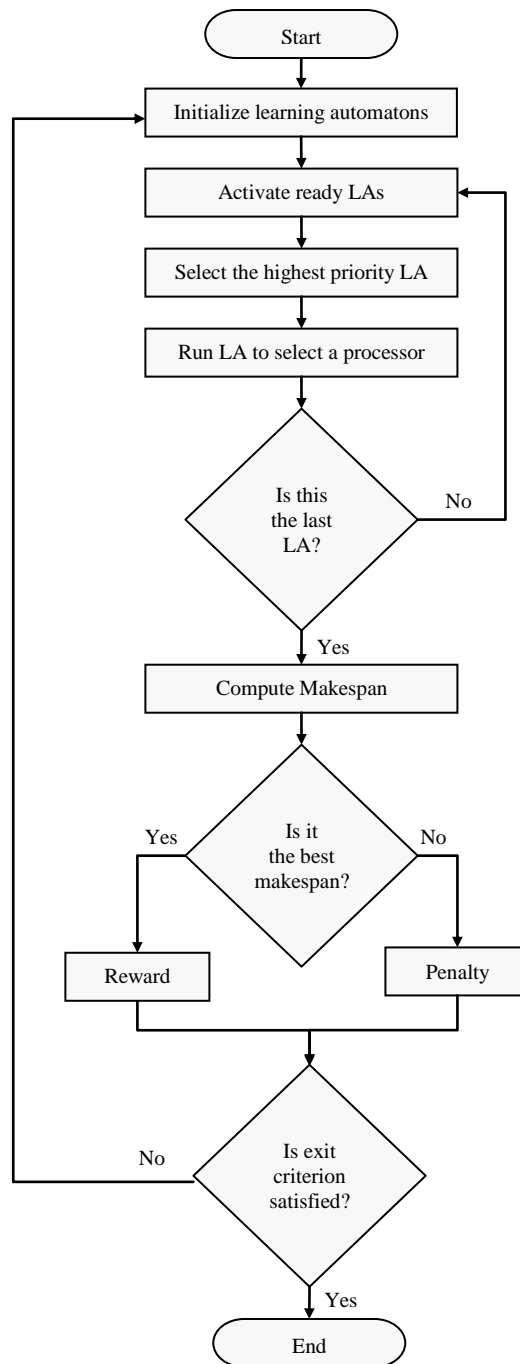 Start
Initialize learning automatons
Activate ready LAs
Select the highest priority LA
Run LA to select a processor
Is this
the last
LA?
No
Yes
Compute Makespan
Yes
Is it
the best
makespan?
No
Reward
Penalty
No
Is exit
criterion
satisfied?
Yes
End